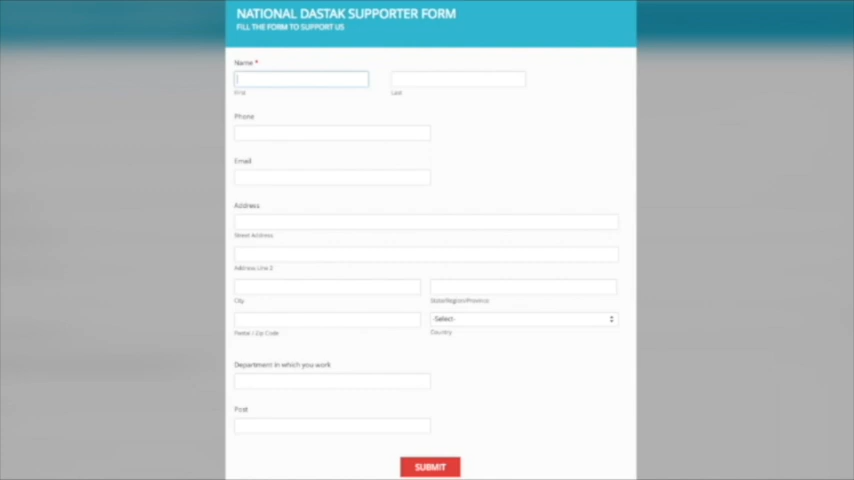 NATIONAL DASTAK SUPPORTER FORM
FILL THE FORM TO SUPPORT US
Name *
First
Last
Phone
Email
Address
Street Address
Address Line 2
City
State/Region/Province
Postal / Zip Code
-Select-
Country
Department in which you work
Post
SUBMIT